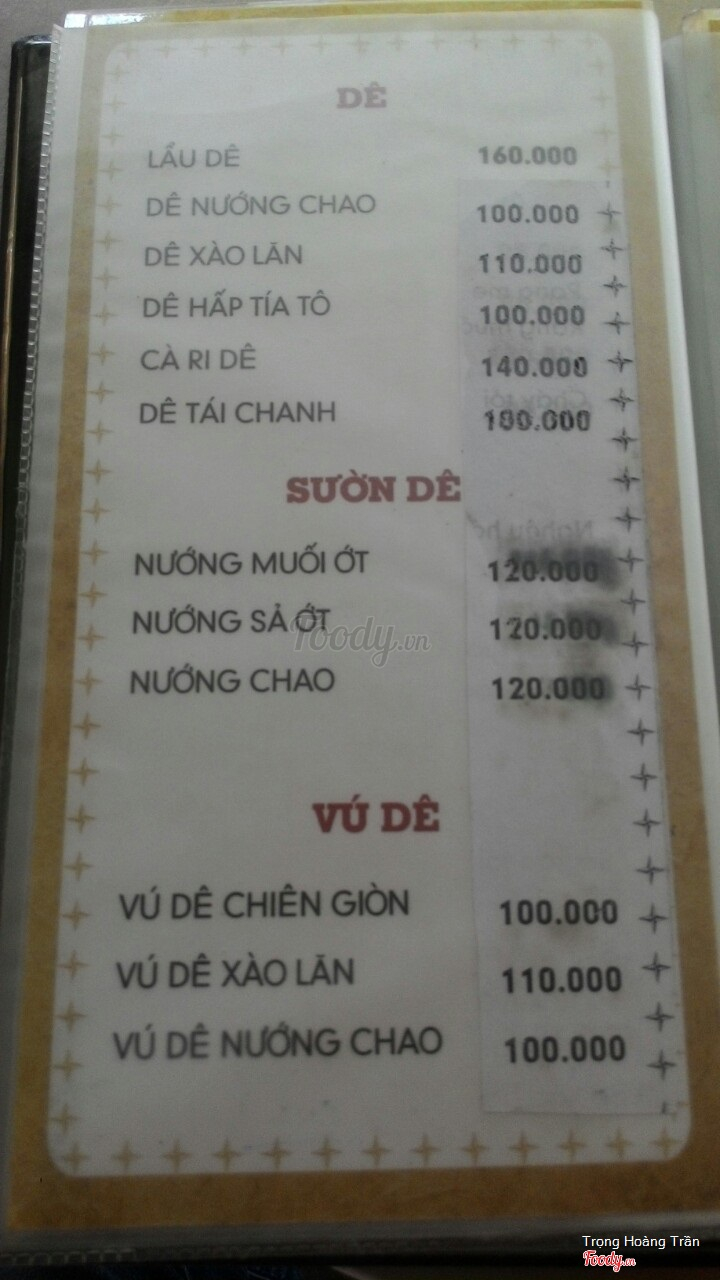 DÊ
LẨU DÊ 160.000
DÊ NƯỚNG CHAO 100.000
DÊ XÀO LĂN 110.000
DÊ HẤP TÍA TÔ 100.000
CÀ RI DÊ 140.000
DÊ TÁI CHANH
SƯỜN DÊ
NƯỚNG MUỐI ỚT 120.000
NƯỚNG SẢ ỚT 120.000
NƯỚNG CHAO 120.000
Foody.vn
VÚ DÊ
VÚ DÊ CHIÊN GIÒN 100.000
VÚ DÊ XÀO LĂN 110.000
VÚ DÊ NƯỚNG CHAO 100.000
Trọng Hoàng Trần
Foody.vn